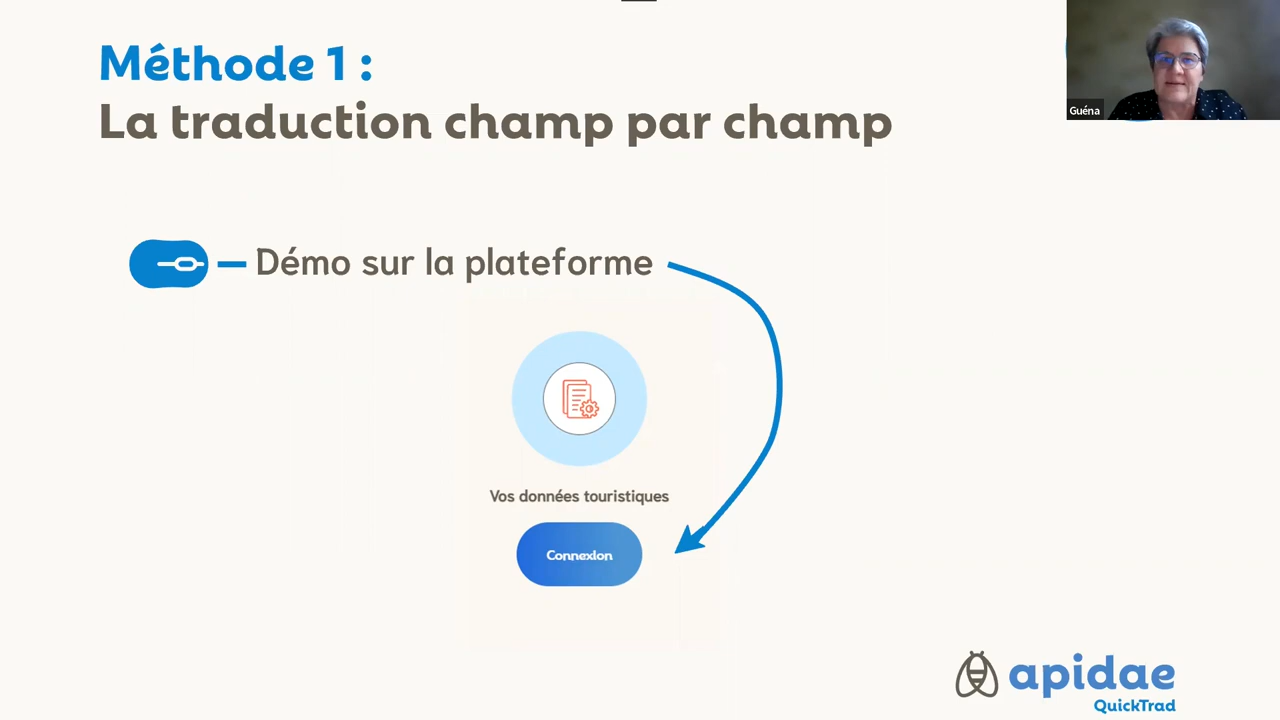 Méthode 1 :
La traduction champ par champ
Guéna
Démo sur la plateforme
Vos données touristiques
Connexion
apidae
QuickTrad